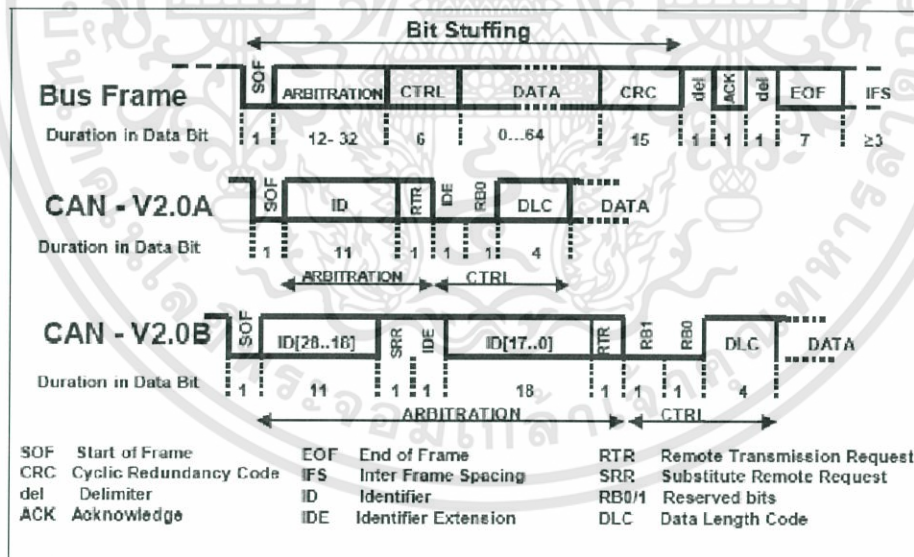 Bit Stuffing
Bus Frame SOF ARBITRATION CTRL DATA CRC del ACK del EOF IFS
Duration in Data Bit 1 12- 32 6 0...64 15 1 1 1 7 ≥3
CAN - V2.0A SOF ID RTR IDE RB0 DLC DATA
Duration in Data Bit 1 11 1 1 1 4
ARBITRATION CTRL
CAN - V2.0B SOF ID[28..18] SRR IDE ID[17..0] RTR RB1 RB0 DLC DATA
Duration in Data Bit 1 11 1 1 18 1 1 1 4
ARBITRATION CTRL
SOF Start of Frame EOF End of Frame RTR Remote Transmission Request
CRC Cyclic Redundancy Code IFS Inter Frame Spacing SRR Substitute Remote Request
del Delimiter ID Identifier RB0/1 Reserved bits
ACK Acknowledge IDE Identifier Extension DLC Data Length Code